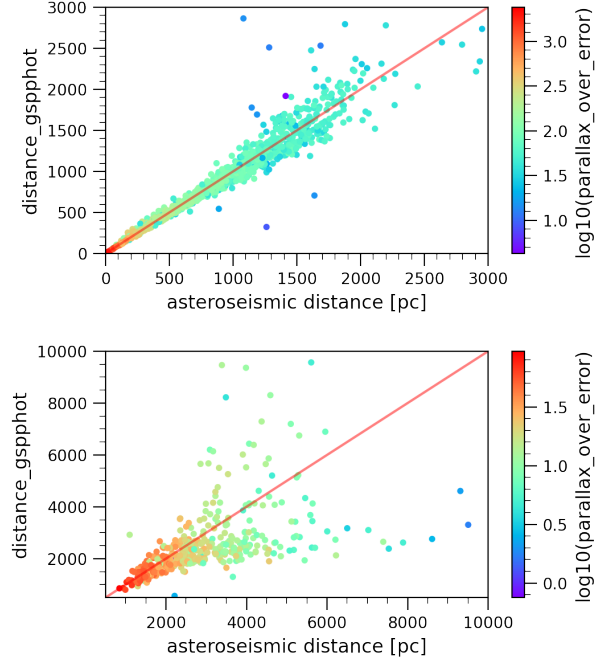 3000
2500
2000
1500
1000
500
0
distance_gspphot
0 500 1000 1500 2000 2500 3000
asteroseismic distance [pc]
3.0
2.5
2.0
1.5
1.0
log10(parallax_over_error)
10000
8000
6000
4000
2000
distance_gspphot
2000 4000 6000 8000 10000
asteroseismic distance [pc]
1.5
1.0
0.5
0.0
log10(parallax_over_error)